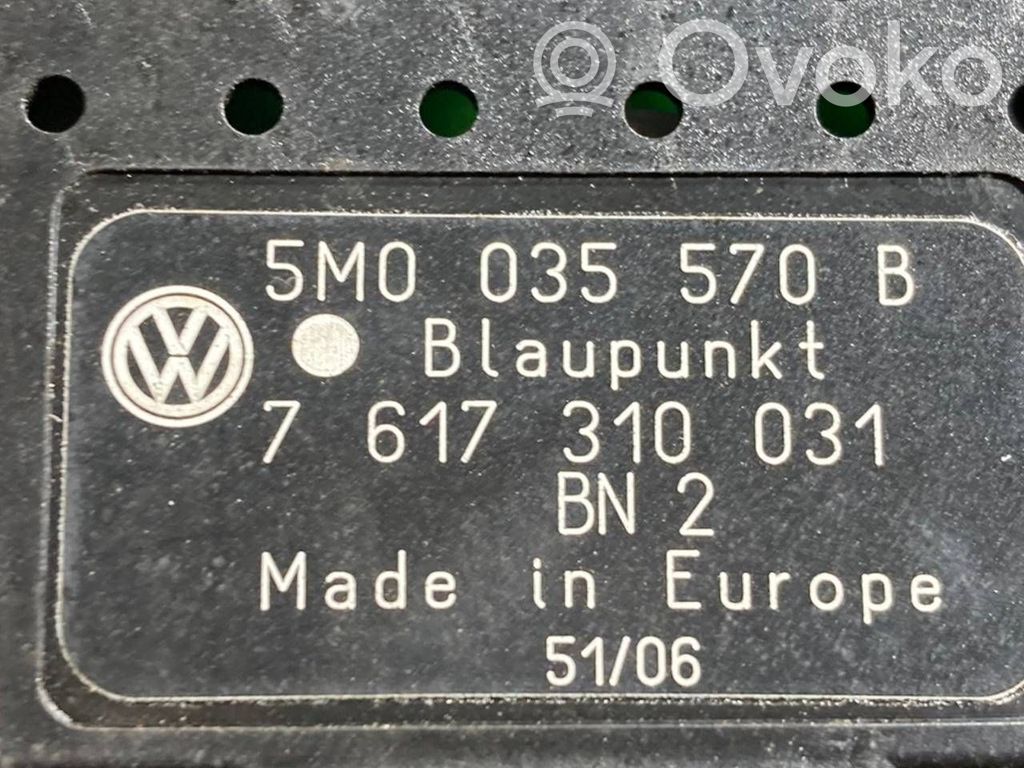 Ovoko
5M0 035 570 B
Blaupunkt
7 617 310 031
BN 2
Made in Europe
51/06